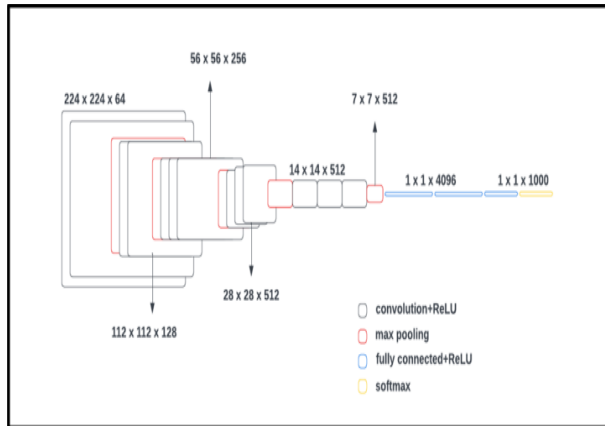 56 x 56 x 256
224 x 224 x 64
7 x 7 x 512
14 x 14 x 512
1 x 1 x 4096
1 x 1 x 1000
28 x 28 x 512
112 x 112 x 128
convolution+ReLU
max pooling
fully connected+ReLU
softmax